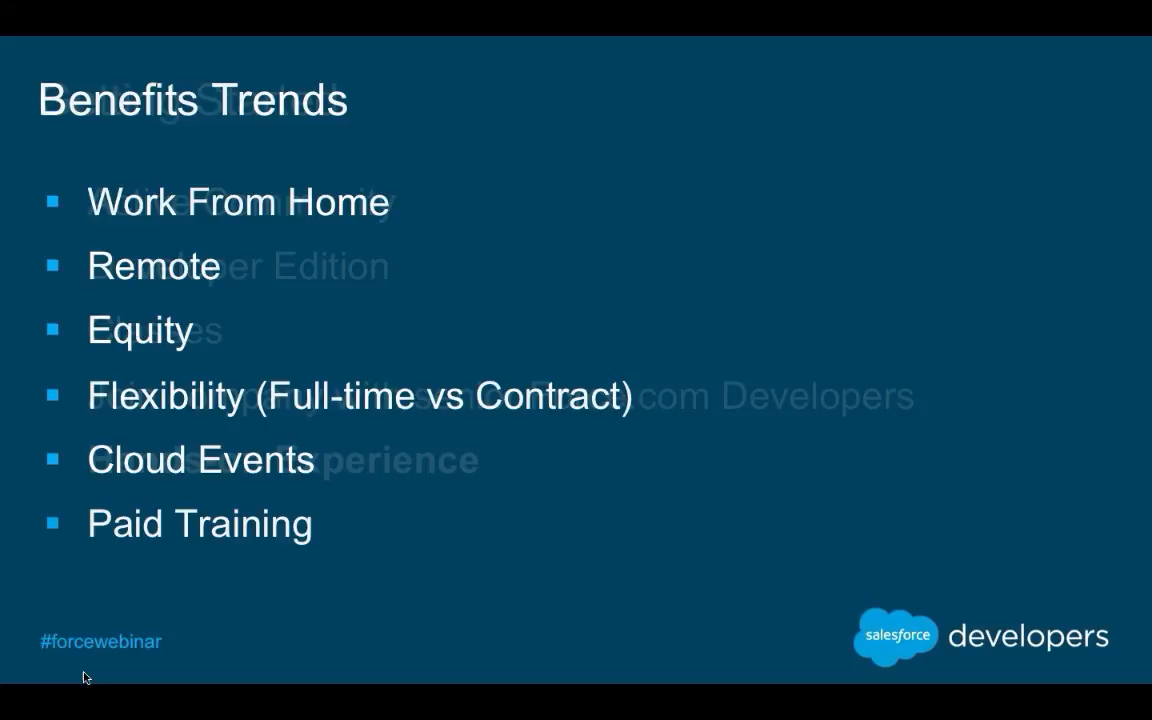 Benefits Trends
Work From Home
Remote
Equity
Flexibility (Full-time vs Contract)
Cloud Events
Paid Training
#forcewebinar
salesforce developers